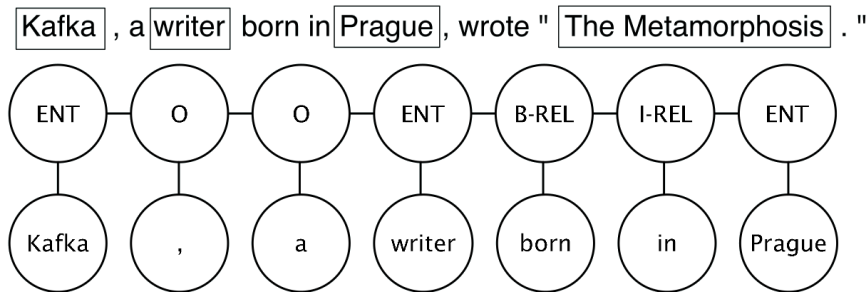 Kafka , a writer born in Prague , wrote " The Metamorphosis . "
ENT O O ENT B-REL I-REL ENT
Kafka , a writer born in Prague